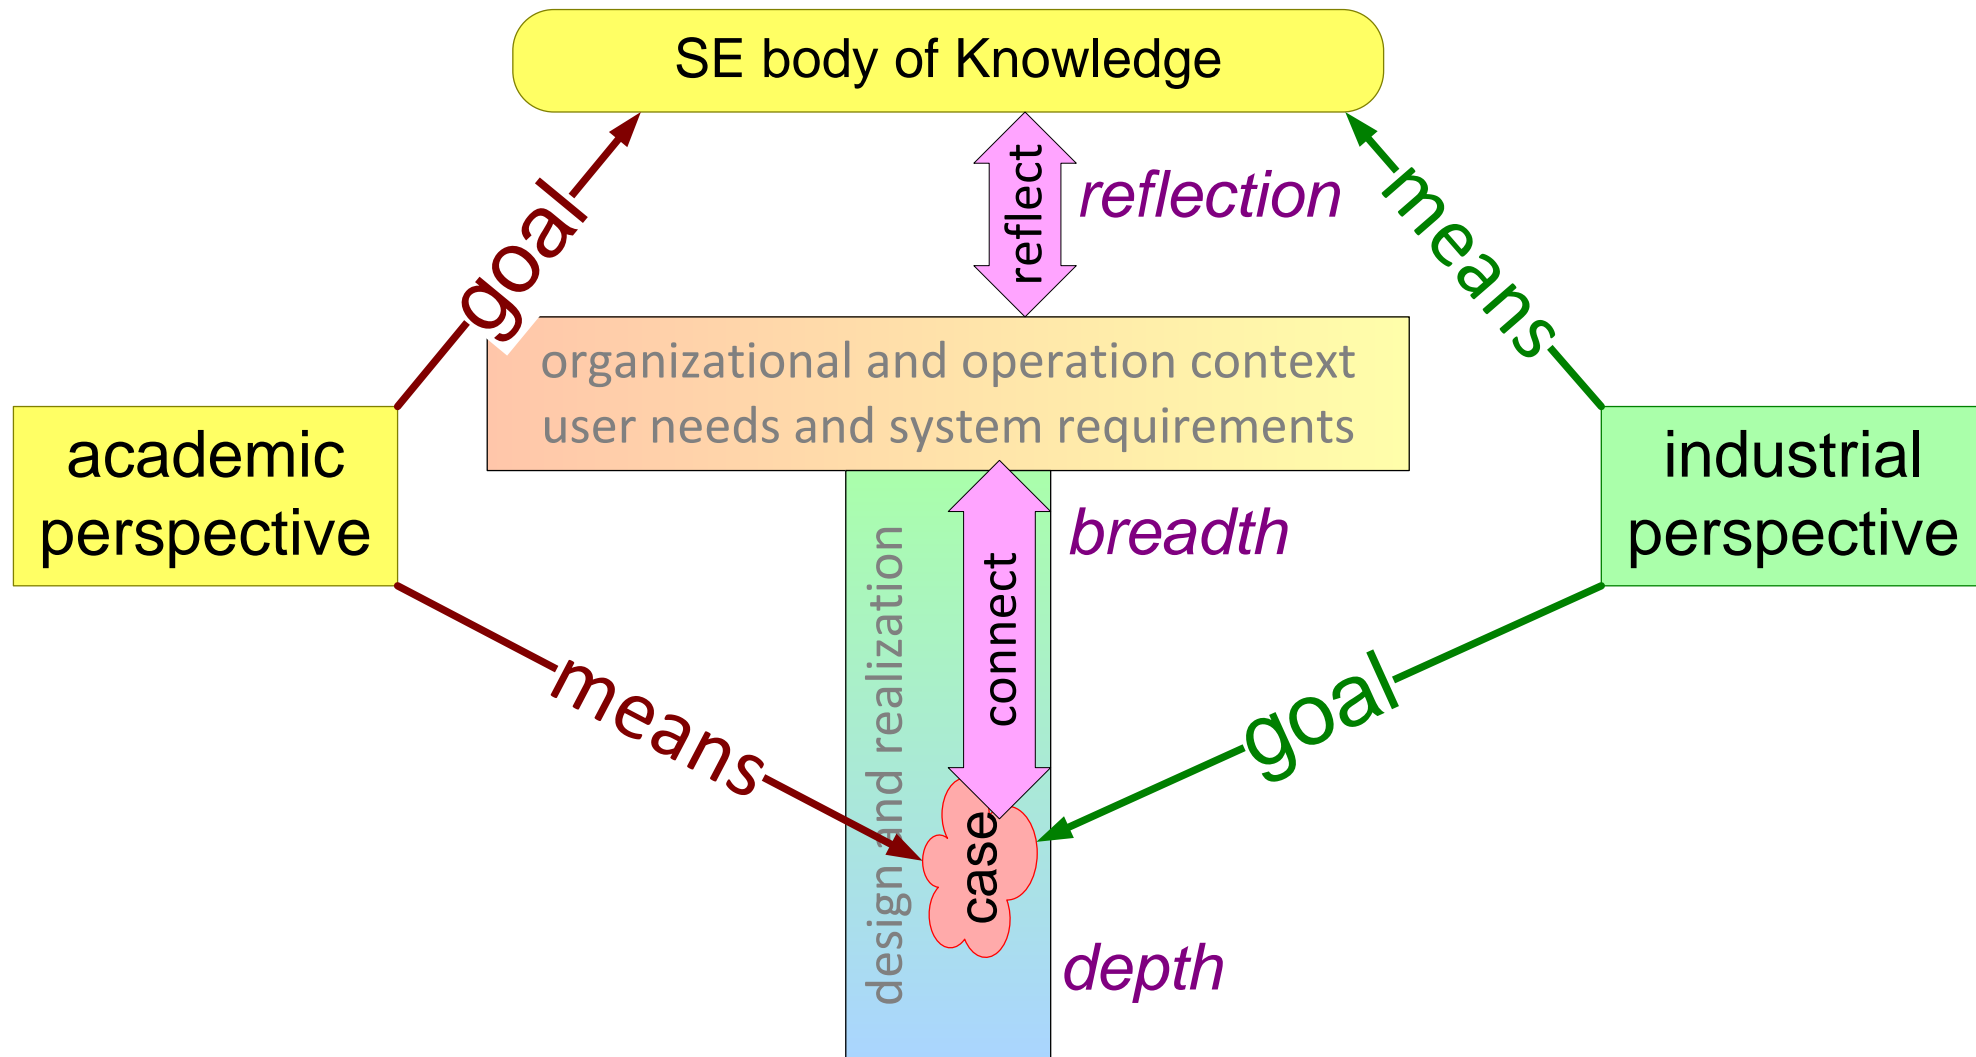 SE body of Knowledge
goal
reflect
reflection
means
organizational and operation context
user needs and system requirements
academic
perspective
industrial
perspective
breadth
design and realization
connect
means
goal
case
depth